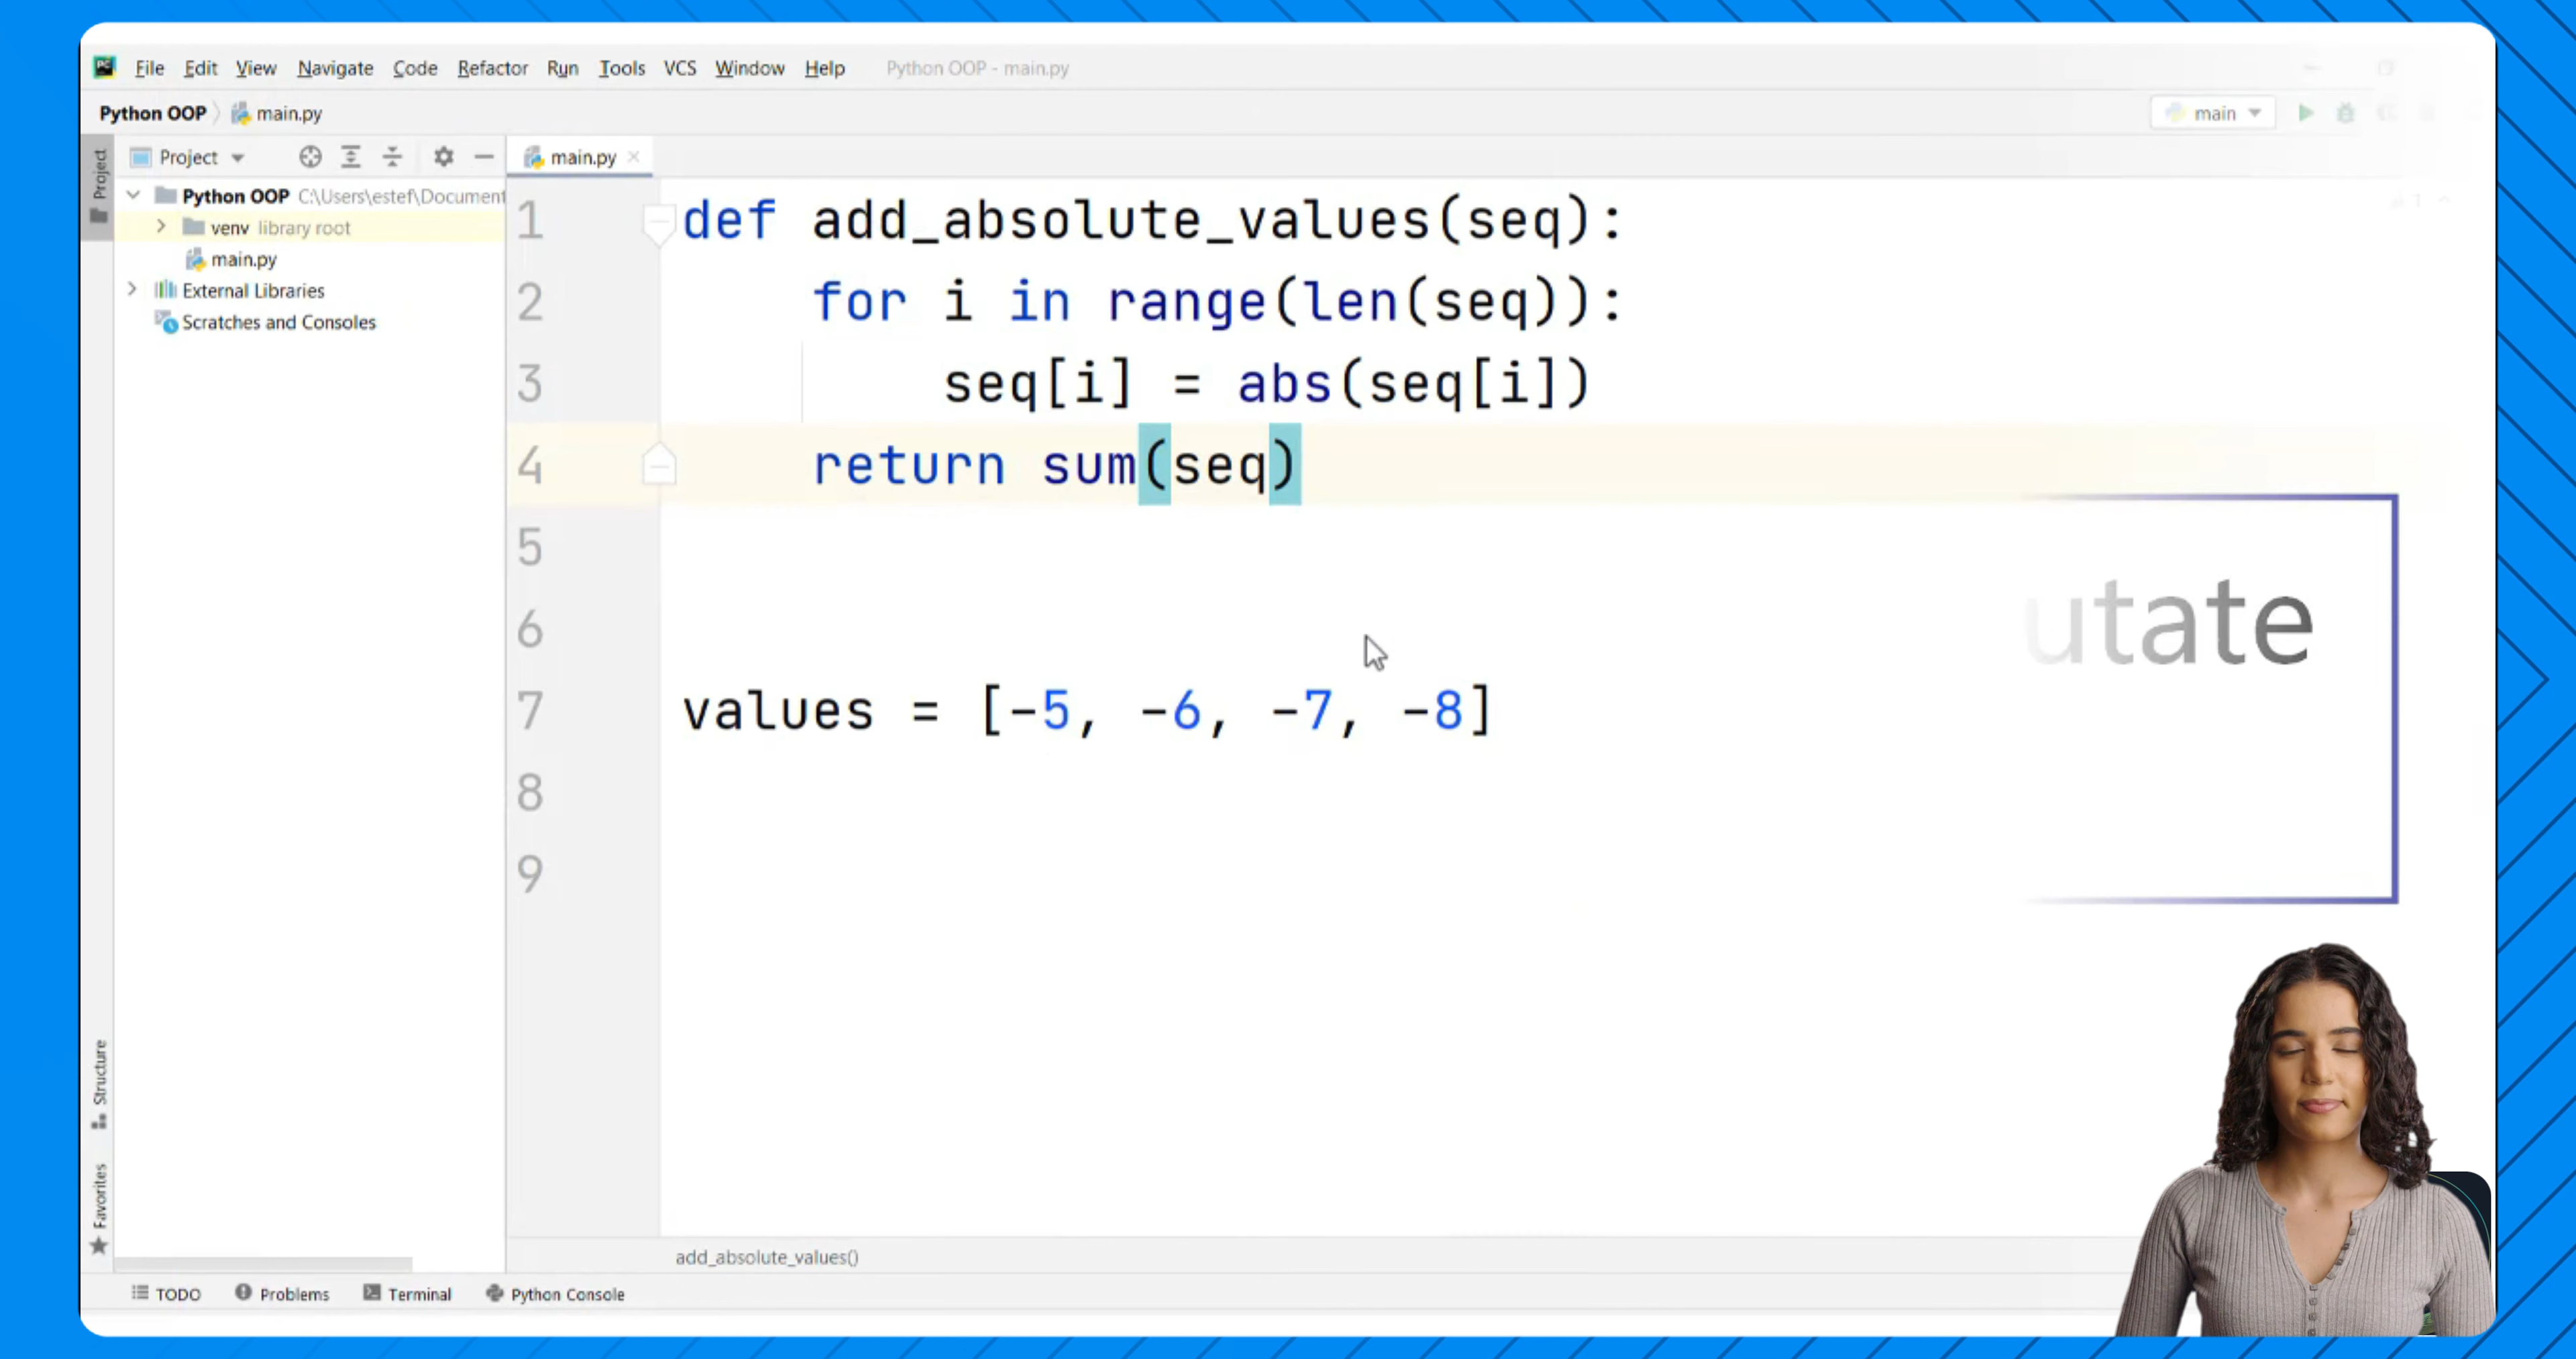 File Edit View Navigate Code Refactor Run Tools VCS Window Help Python OOP - main.py
Python OOP main.py main
Project Project main.py
Python OOP C:\Users\estef\Document
venv library root
main.py
External Libraries
Scratches and Consoles
1 def add_absolute_values(seq):
2 for i in range(len(seq)):
3 seq[i] = abs(seq[i])
4 return sum(seq)
5
6
7 values = [-5, -6, -7, -8]
8
9
utate
Structure
Favorites
add_absolute_values()
TODO Problems Terminal Python Console